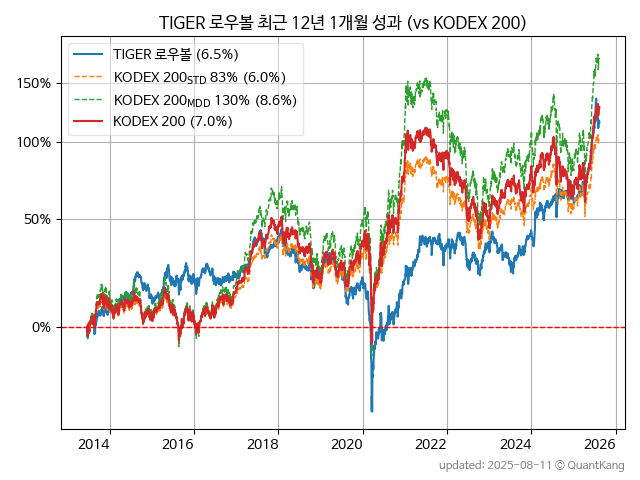 TIGER 로우볼 최근 12년 1개월 성과 (vs KODEX 200)
TIGER 로우볼 (6.5%)
KODEX 200STD 83% (6.0%)
KODEX 200MDD 130% (8.6%)
KODEX 200 (7.0%)
150%
100%
50%
0%
2014 2016 2018 2020 2022 2024 2026
updated: 2025-08-11 © QuantKang